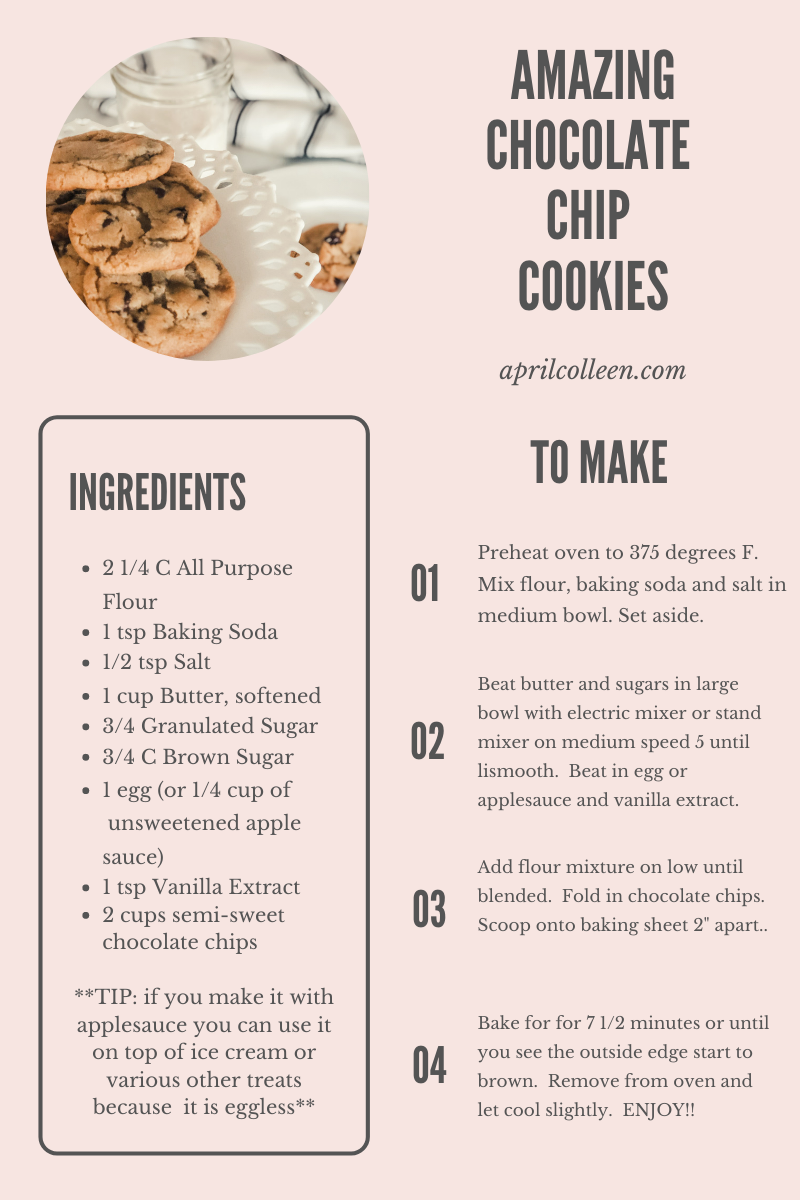 AMAZING
CHOCOLATE
CHIP
COOKIES
aprilcolleen.com
INGREDIENTS
• 2 1/4 C All Purpose
Flour
• 1 tsp Baking Soda
• 1/2 tsp Salt
• 1 cup Butter, softened
• 3/4 Granulated Sugar
• 3/4 C Brown Sugar
• 1 egg (or 1/4 cup of
unsweetened apple
sauce)
• 1 tsp Vanilla Extract
• 2 cups semi-sweet
chocolate chips
**TIP: if you make it with
applesauce you can use it
on top of ice cream or
various other treats
because  it is eggless**
TO MAKE
01
Preheat oven to 375 degrees F.
Mix flour, baking soda and salt in
medium bowl. Set aside.
02
Beat butter and sugars in large
bowl with electric mixer or stand
mixer on medium speed 5 until
lismooth.  Beat in egg or
applesauce and vanilla extract.
03
Add flour mixture on low until
blended.  Fold in chocolate chips.
Scoop onto baking sheet 2" apart..
04
Bake for for 7 1/2 minutes or until
you see the outside edge start to
brown.  Remove from oven and
let cool slightly.  ENJOY!!